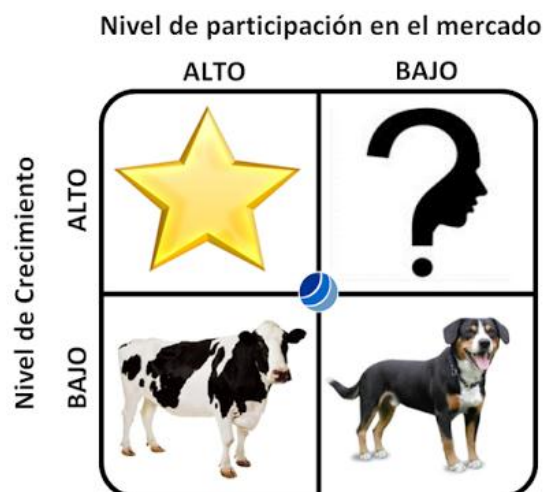 Nivel de participación en el mercado
ALTO BAJO
Nivel de Crecimiento
ALTO
BAJO